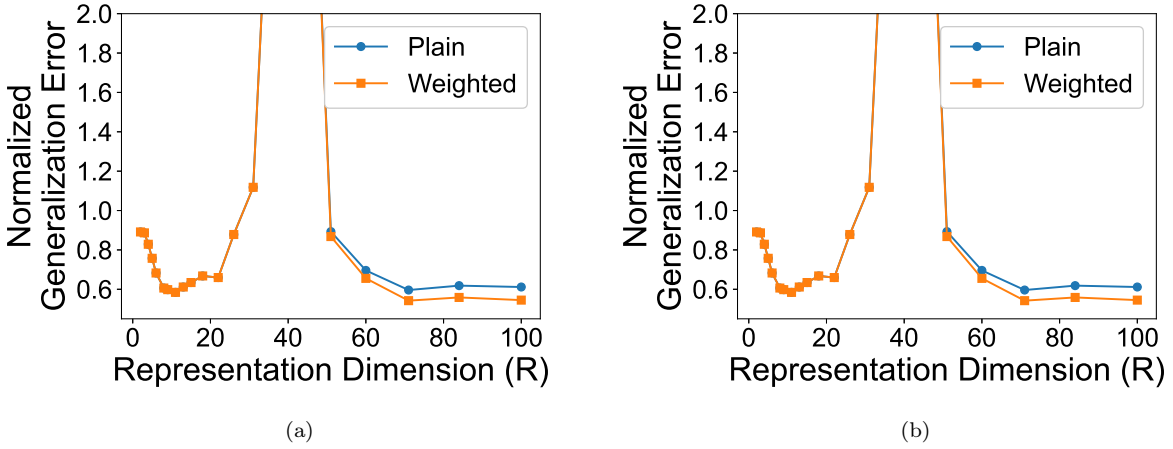 2.0
1.8
1.6
1.4
1.2
1.0
0.8
0.6
Normalized
Generalization Error
Plain
Weighted
0 20 40 60 80 100
Representation Dimension (R)
(a)
2.0
1.8
1.6
1.4
1.2
1.0
0.8
0.6
Normalized
Generalization Error
Plain
Weighted
0 20 40 60 80 100
Representation Dimension (R)
(b)